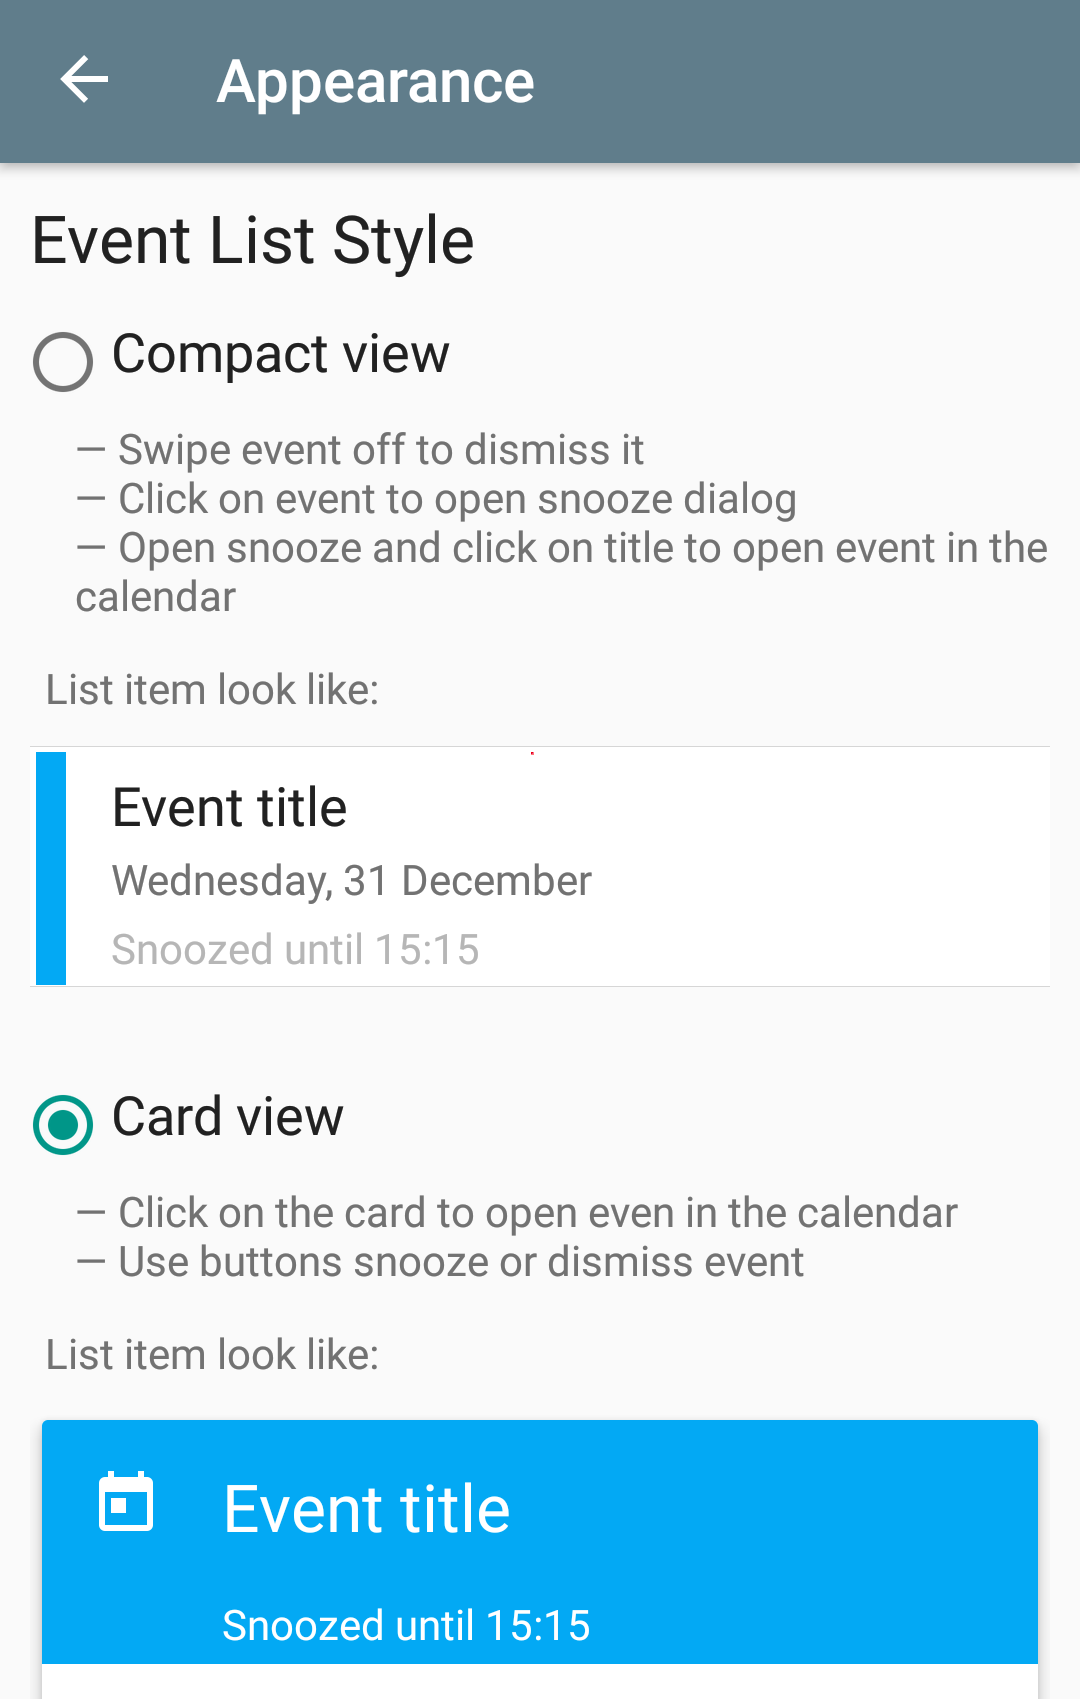 Appearance
Event List Style
Compact view
— Swipe event off to dismiss it
— Click on event to open snooze dialog
— Open snooze and click on title to open event in the
calendar
List item look like:
Event title
Wednesday, 31 December
Snoozed until 15:15
Card view
— Click on the card to open even in the calendar
— Use buttons snooze or dismiss event
List item look like:
Event title
Snoozed until 15:15